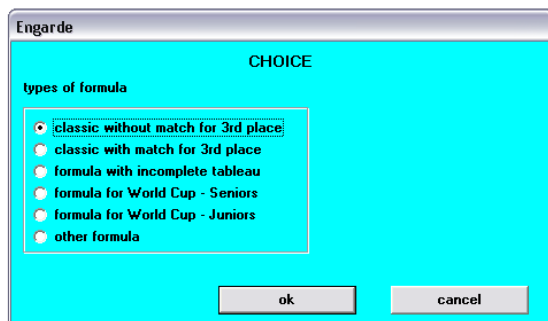 Engarde
CHOICE
types of formula
classic without match for 3rd place
classic with match for 3rd place
formula with incomplete tableau
formula for World Cup - Seniors
formula for World Cup - Juniors
other formula
ok cancel